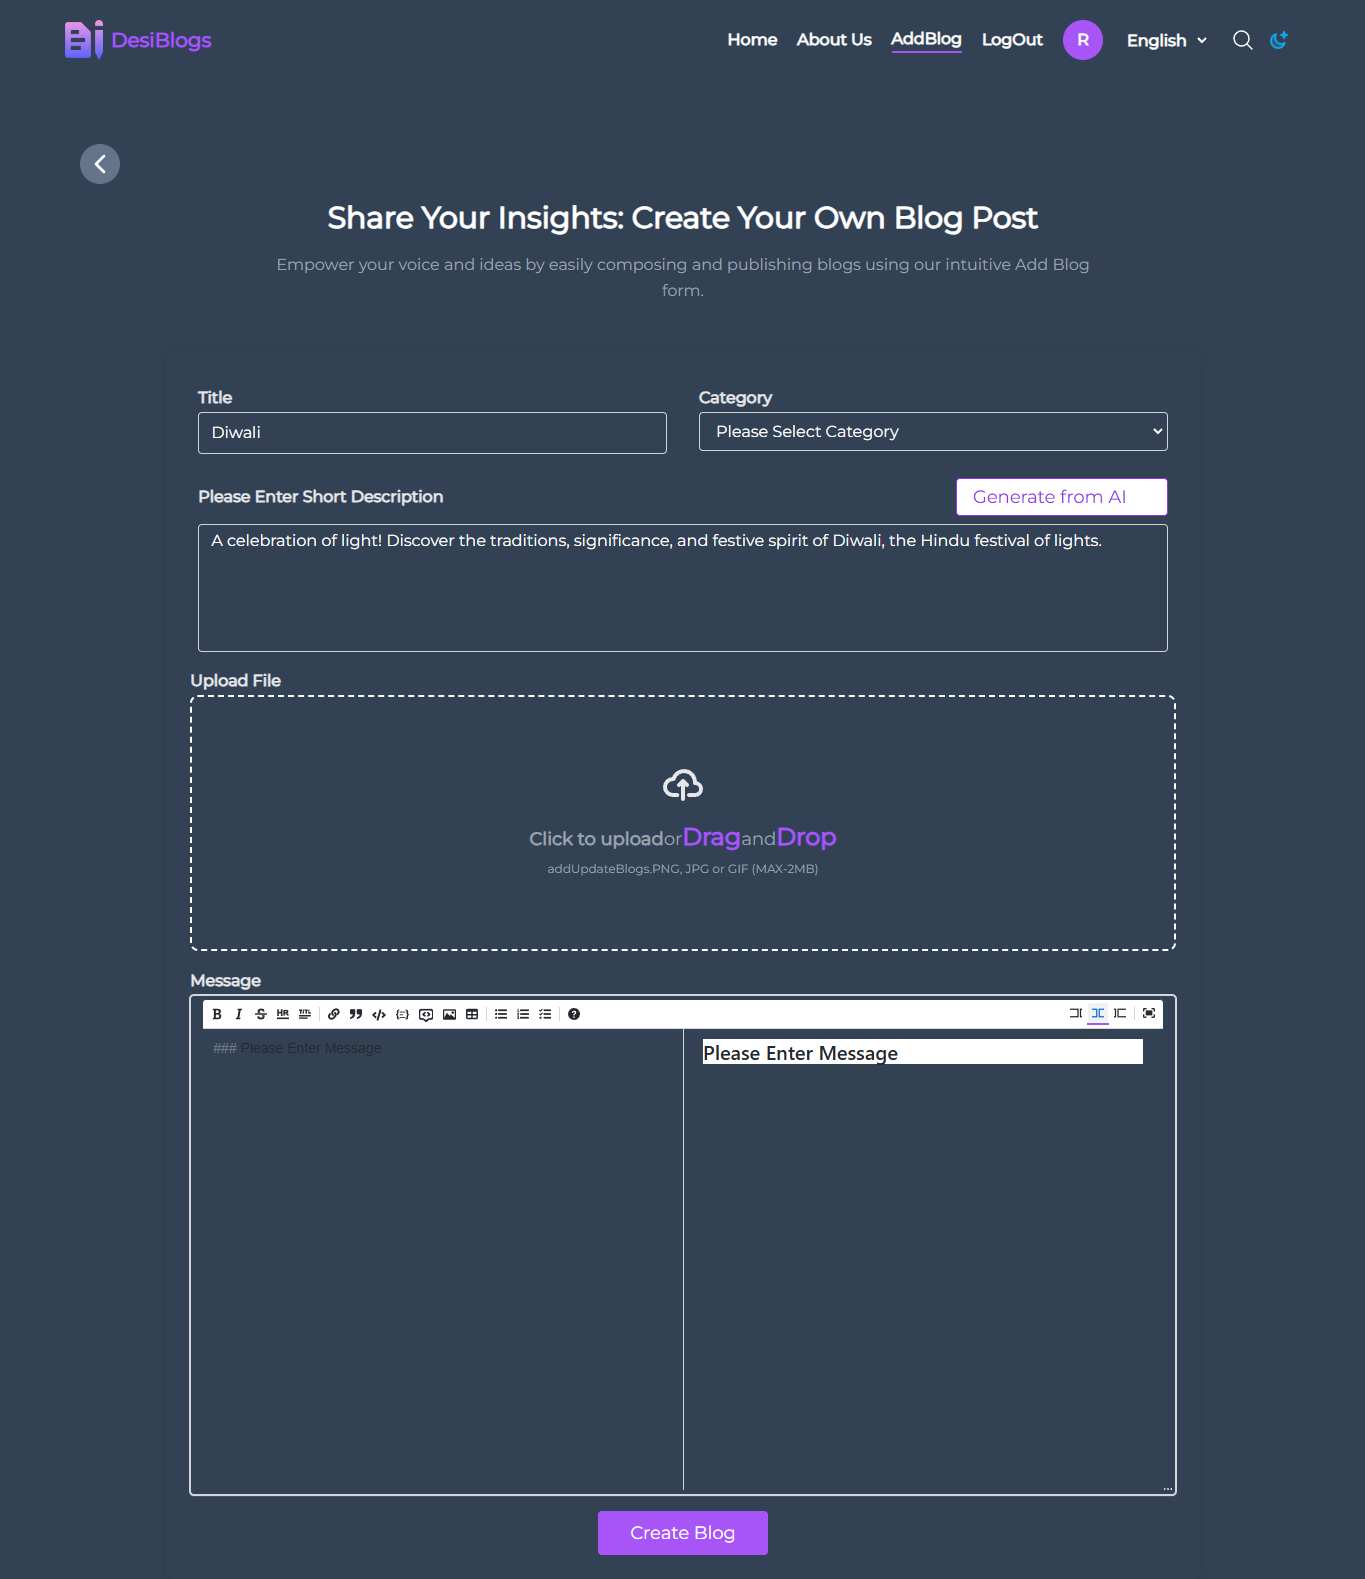 DesiBlogs
Home About Us AddBlog LogOut R English
Share Your Insights: Create Your Own Blog Post
Empower your voice and ideas by easily composing and publishing blogs using our intuitive Add Blog
form.
Title
Diwali
Category
Please Select Category
Please Enter Short Description
Generate from AI
A celebration of light! Discover the traditions, significance, and festive spirit of Diwali, the Hindu festival of lights.
Upload File
Click to uploadorDragandDrop
addUpdateBlogs.PNG, JPG or GIF (MAX-2MB)
Message
### Please Enter Message
Please Enter Message
Create Blog